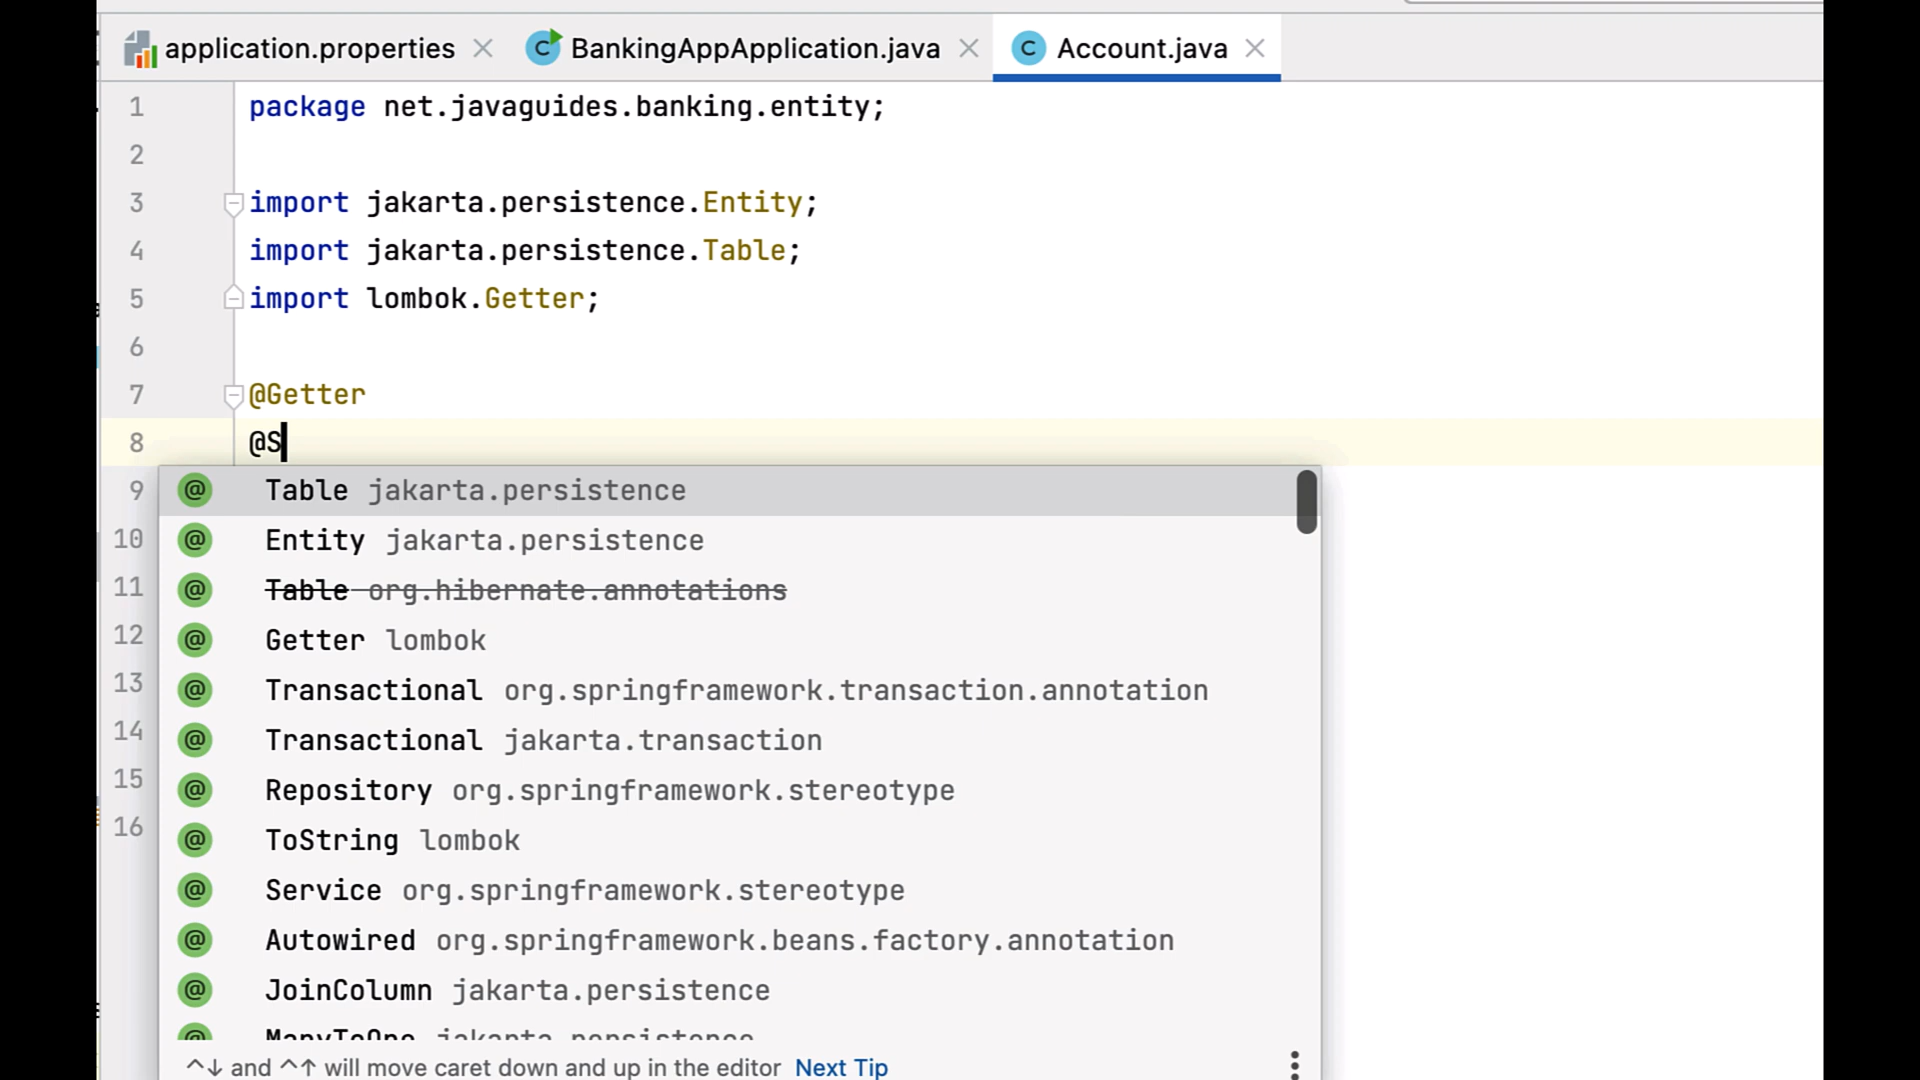 application.properties
BankingAppApplication.java
Account.java
1 package net.javaguides.banking.entity;
2
3 import jakarta.persistence.Entity;
4 import jakarta.persistence.Table;
5 import lombok.Getter;
6
7 @Getter
8 @S
9
10
11
12
13
14
15
16
@ Table jakarta.persistence
@ Entity jakarta.persistence
@ Table org.hibernate.annotations
@ Getter lombok
@ Transactional org.springframework.transaction.annotation
@ Transactional jakarta.transaction
@ Repository org.springframework.stereotype
@ ToString lombok
@ Service org.springframework.stereotype
@ Autowired org.springframework.beans.factory.annotation
@ JoinColumn jakarta.persistence
@ ManyToOne jakarta.persistence
^↓ and ^↑ will move caret down and up in the editor Next Tip